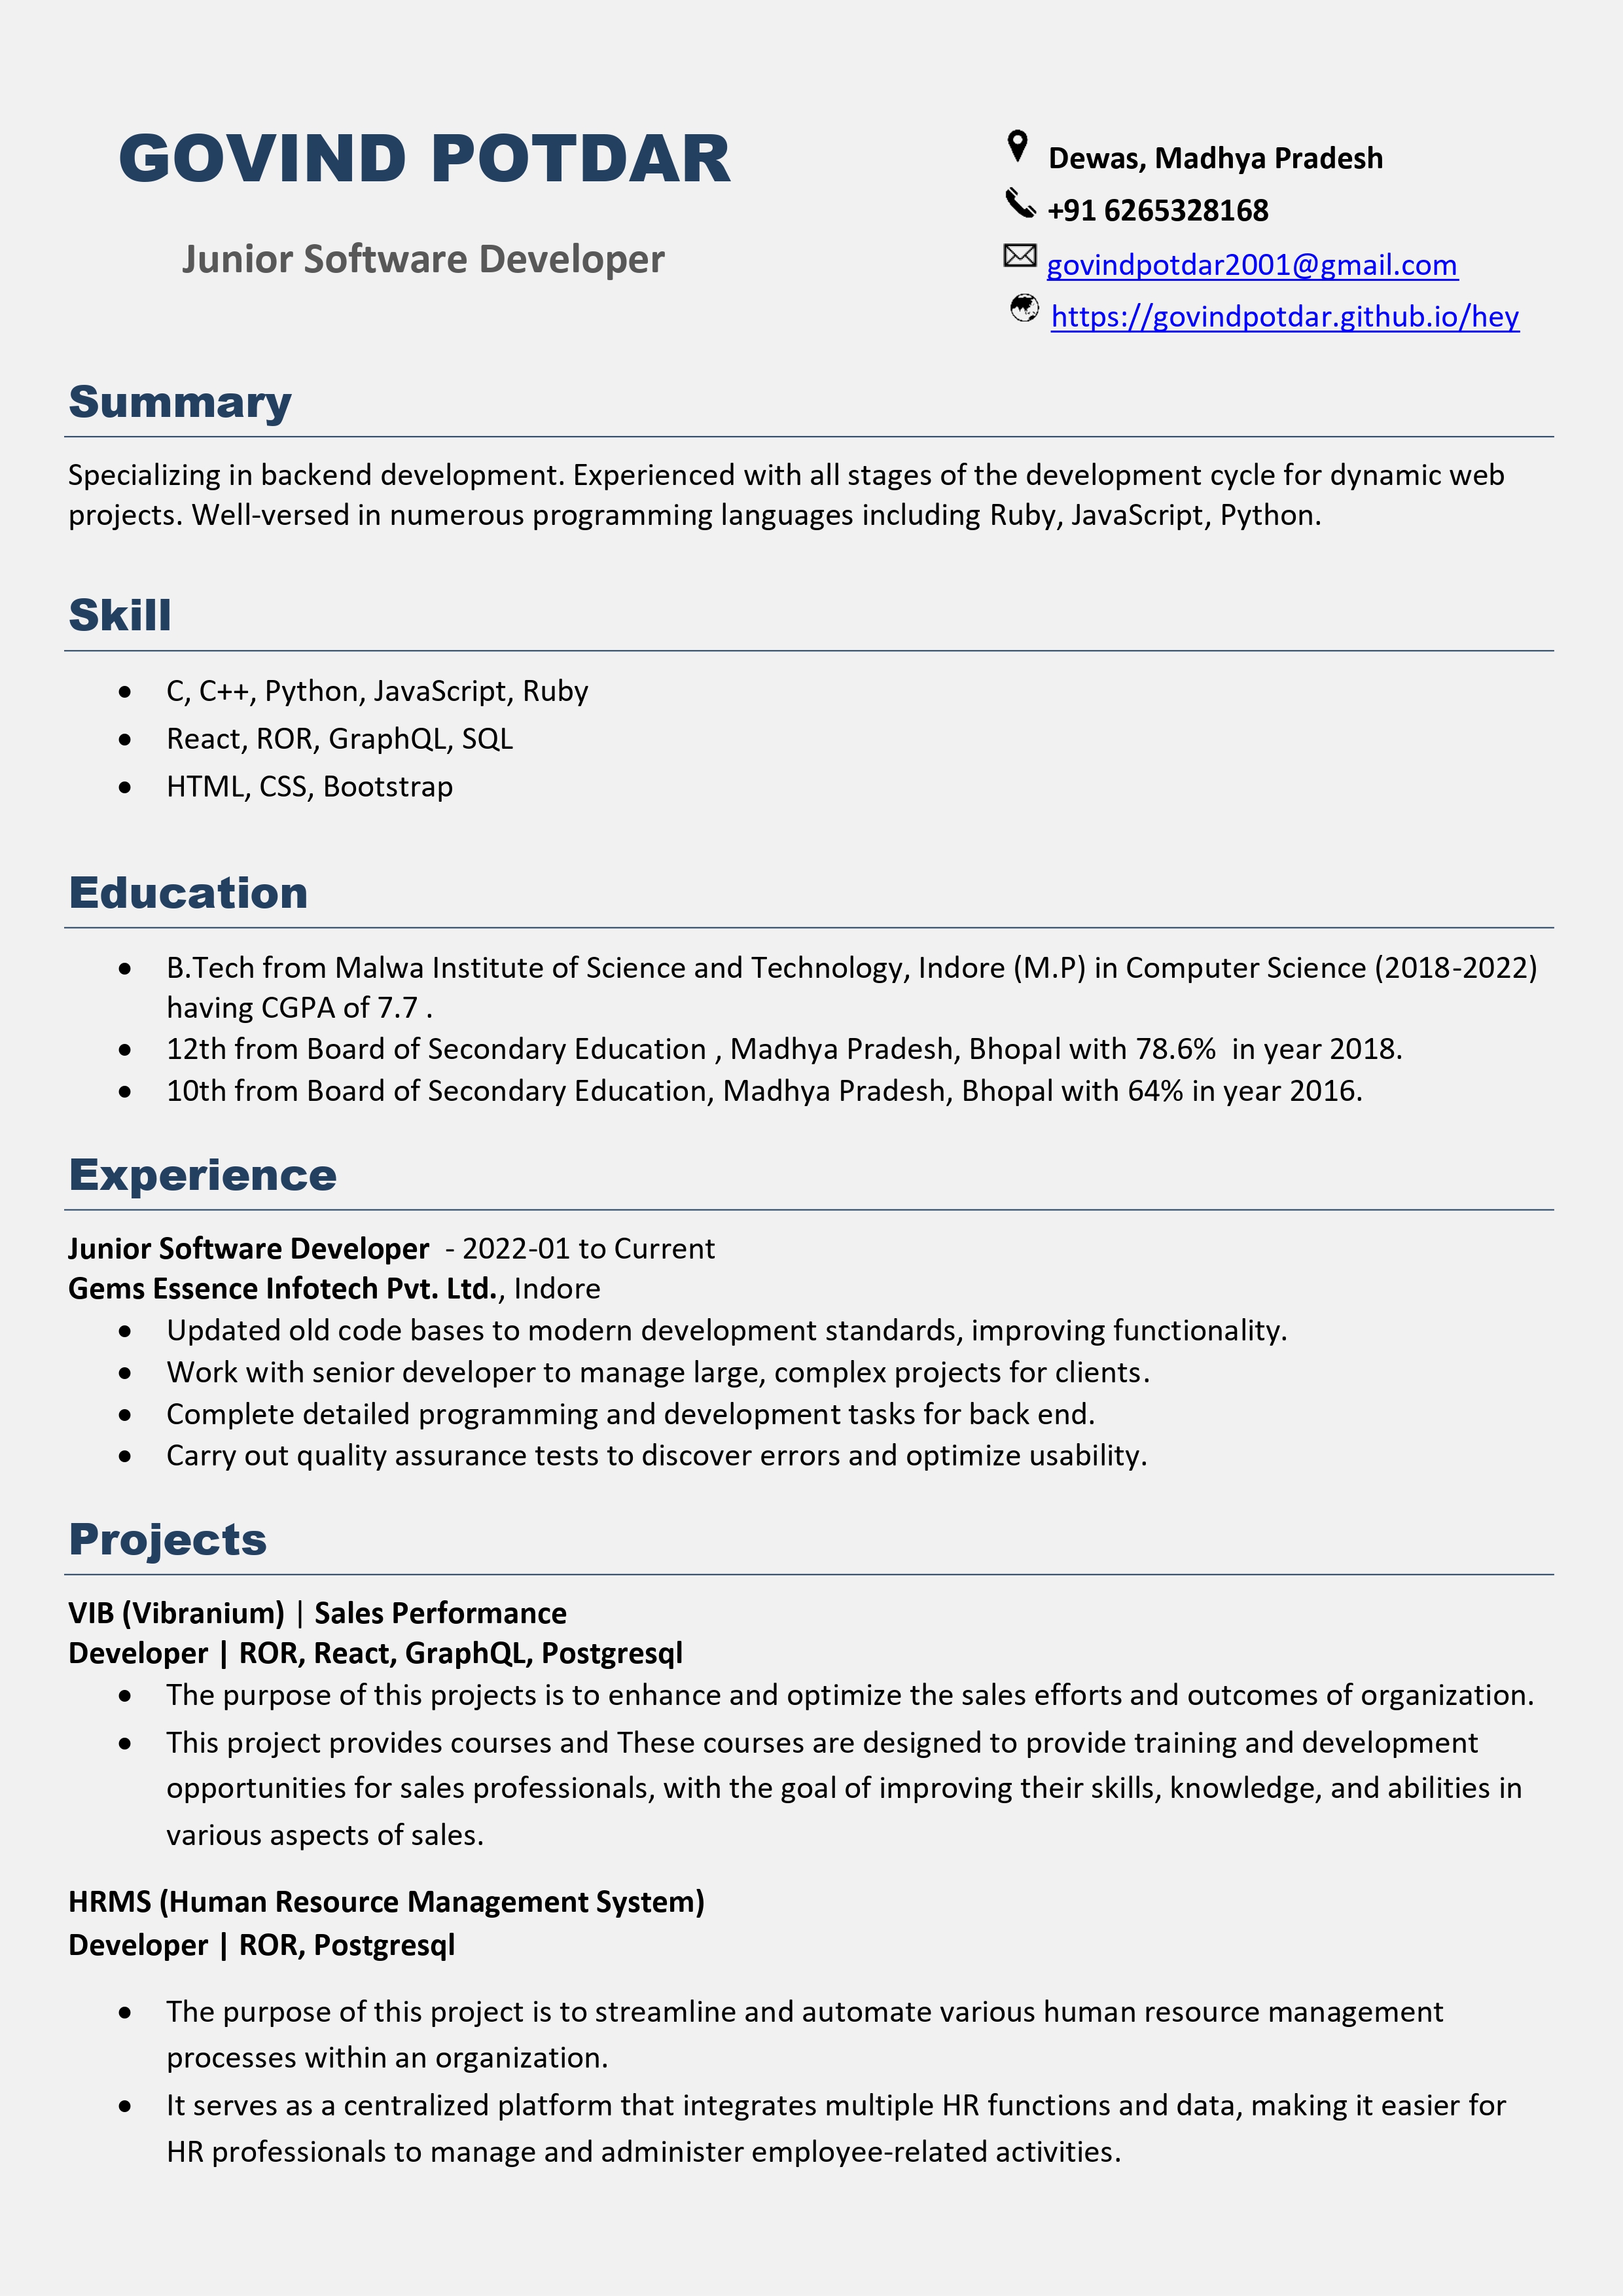 GOVIND POTDAR
Junior Software Developer
Dewas, Madhya Pradesh
+91 6265328168
govindpotdar2001@gmail.com
https://govindpotdar.github.io/hey
Summary
Specializing in backend development. Experienced with all stages of the development cycle for dynamic web
projects. Well-versed in numerous programming languages including Ruby, JavaScript, Python.
Skill
• C, C++, Python, JavaScript, Ruby
• React, ROR, GraphQL, SQL
• HTML, CSS, Bootstrap
Education
• B.Tech from Malwa Institute of Science and Technology, Indore (M.P) in Computer Science (2018-2022)
having CGPA of 7.7 .
• 12th from Board of Secondary Education , Madhya Pradesh, Bhopal with 78.6%  in year 2018.
• 10th from Board of Secondary Education, Madhya Pradesh, Bhopal with 64% in year 2016.
Experience
Junior Software Developer  - 2022-01 to Current
Gems Essence Infotech Pvt. Ltd., Indore
• Updated old code bases to modern development standards, improving functionality.
• Work with senior developer to manage large, complex projects for clients.
• Complete detailed programming and development tasks for back end.
• Carry out quality assurance tests to discover errors and optimize usability.
Projects
VIB (Vibranium) | Sales Performance
Developer | ROR, React, GraphQL, Postgresql
• The purpose of this projects is to enhance and optimize the sales efforts and outcomes of organization.
• This project provides courses and These courses are designed to provide training and development
opportunities for sales professionals, with the goal of improving their skills, knowledge, and abilities in
various aspects of sales.
HRMS (Human Resource Management System)
Developer | ROR, Postgresql
• The purpose of this project is to streamline and automate various human resource management
processes within an organization.
• It serves as a centralized platform that integrates multiple HR functions and data, making it easier for
HR professionals to manage and administer employee-related activities.